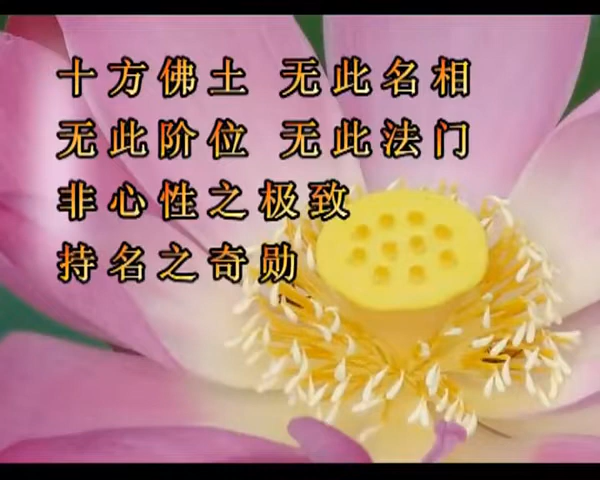 十方佛土 无此名相
无此阶位 无此法门
非心性之极致
持名之奇勋